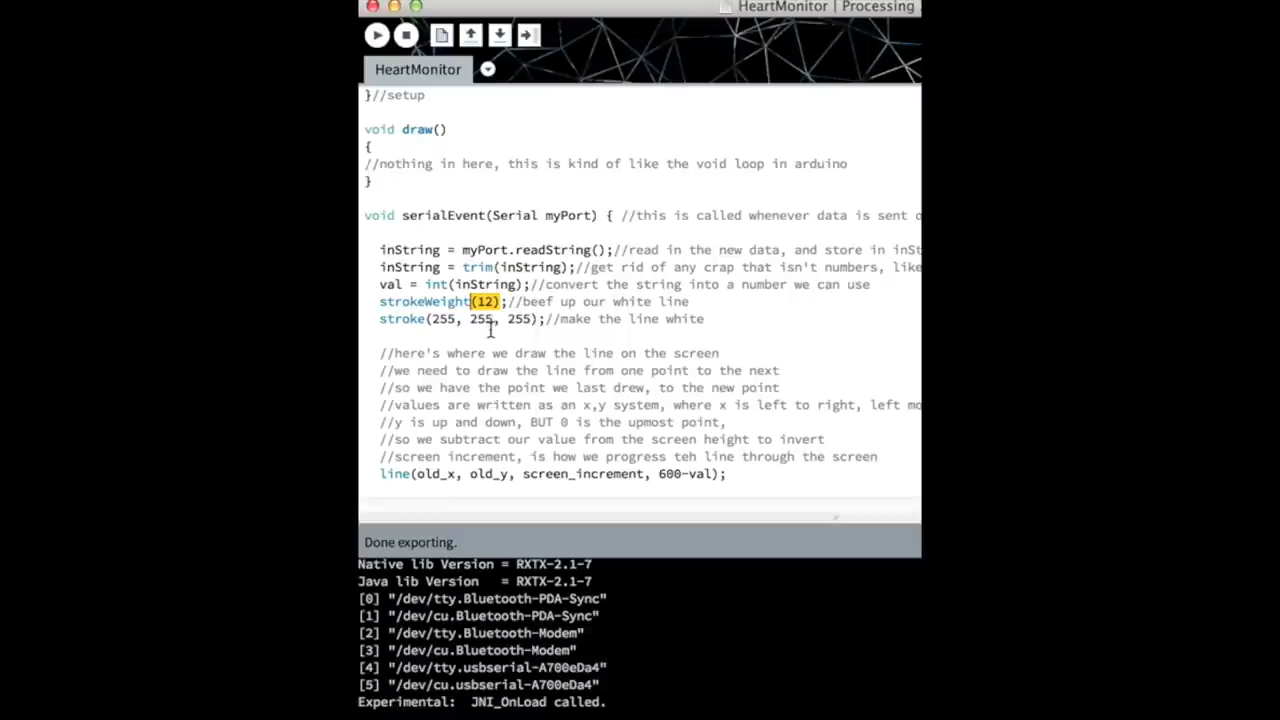 HeartMonitor | Processing
HeartMonitor
}//setup
void draw()
{
//nothing in here, this is kind of like the void loop in arduino
}
void serialEvent(Serial myPort) { //this is called whenever data is sent
inString = myPort.readString();//read in the new data, and store in inSt
inString = trim(inString);//get rid of any crap that isn't numbers, like
val = int(inString);//convert the string into a number we can use
strokeWeight(12);//beef up our white line
stroke(255, 255, 255);//make the line white
//here's where we draw the line on the screen
//we need to draw the line from one point to the next
//so we have the point we last drew, to the new point
//values are written as an x,y system, where x is left to right, left mo
//y is up and down, BUT 0 is the upmost point,
//so we subtract our value from the screen height to invert
//screen increment, is how we progress teh line through the screen
line(old_x, old_y, screen_increment, 600-val);
Done exporting.
Native lib Version = RXTX-2.1-7
Java lib Version   = RXTX-2.1-7
[0] "/dev/tty.Bluetooth-PDA-Sync"
[1] "/dev/cu.Bluetooth-PDA-Sync"
[2] "/dev/tty.Bluetooth-Modem"
[3] "/dev/cu.Bluetooth-Modem"
[4] "/dev/tty.usbserial-A700eDa4"
[5] "/dev/cu.usbserial-A700eDa4"
Experimental:  JNI_OnLoad called.